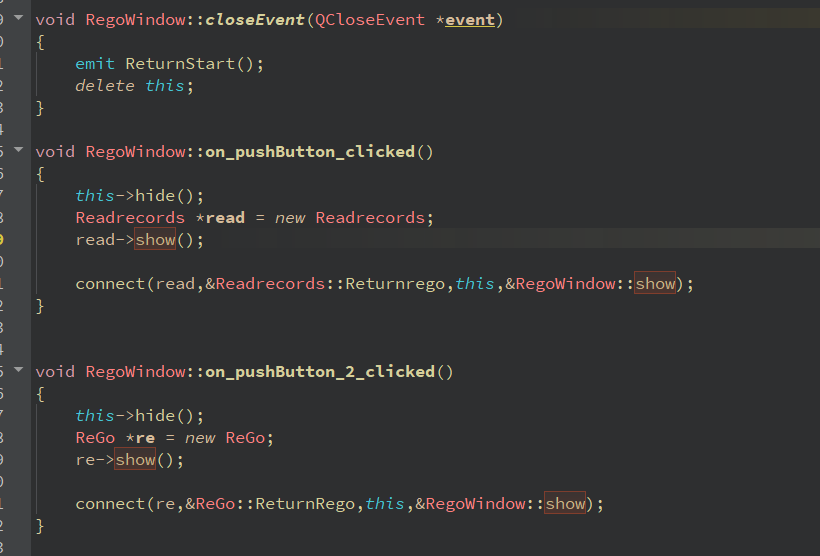 void RegoWindow::closeEvent(QCloseEvent *event)
{
emit ReturnStart();
delete this;
}
void RegoWindow::on_pushButton_clicked()
{
this->hide();
Readrecords *read = new Readrecords;
read->show();
connect(read,&Readrecords::Returnrego,this,&RegoWindow::show);
}
void RegoWindow::on_pushButton_2_clicked()
{
this->hide();
ReGo *re = new ReGo;
re->show();
connect(re,&ReGo::ReturnRego,this,&RegoWindow::show);
}